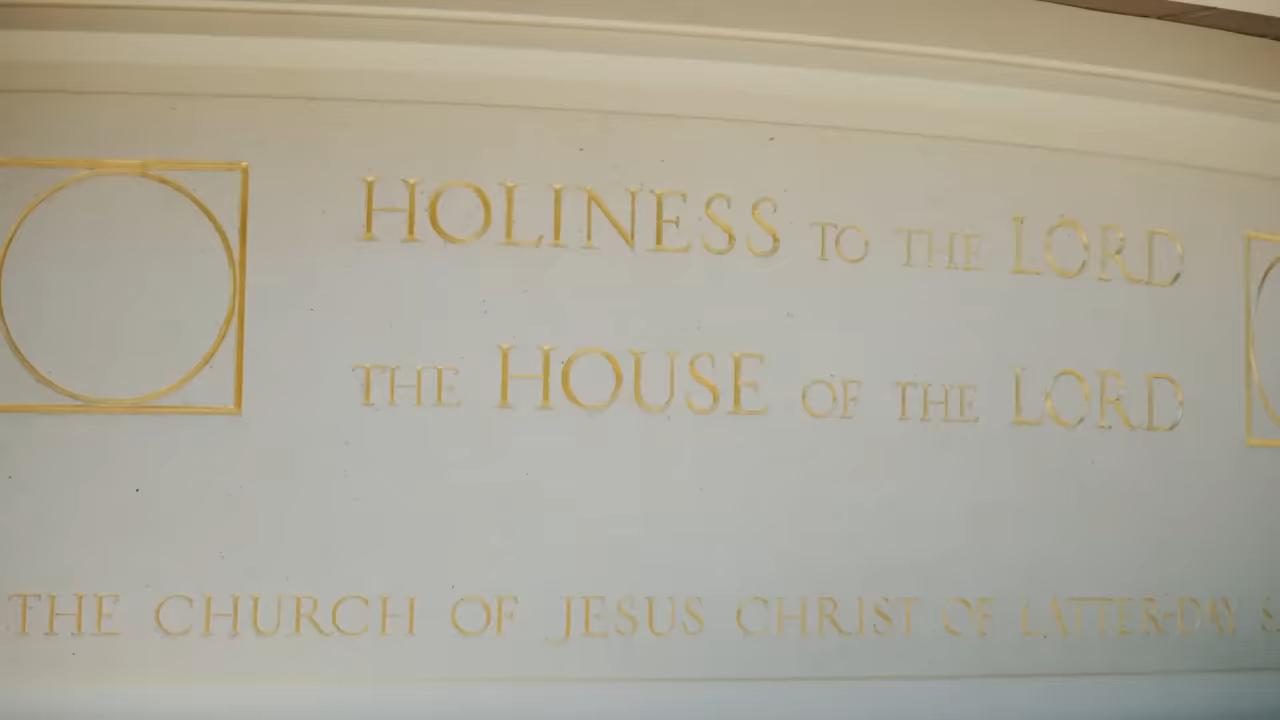 HOLINESS TO THE LORD
THE HOUSE OF THE LORD
THE CHURCH OF JESUS CHRIST OF LATTER-DAY